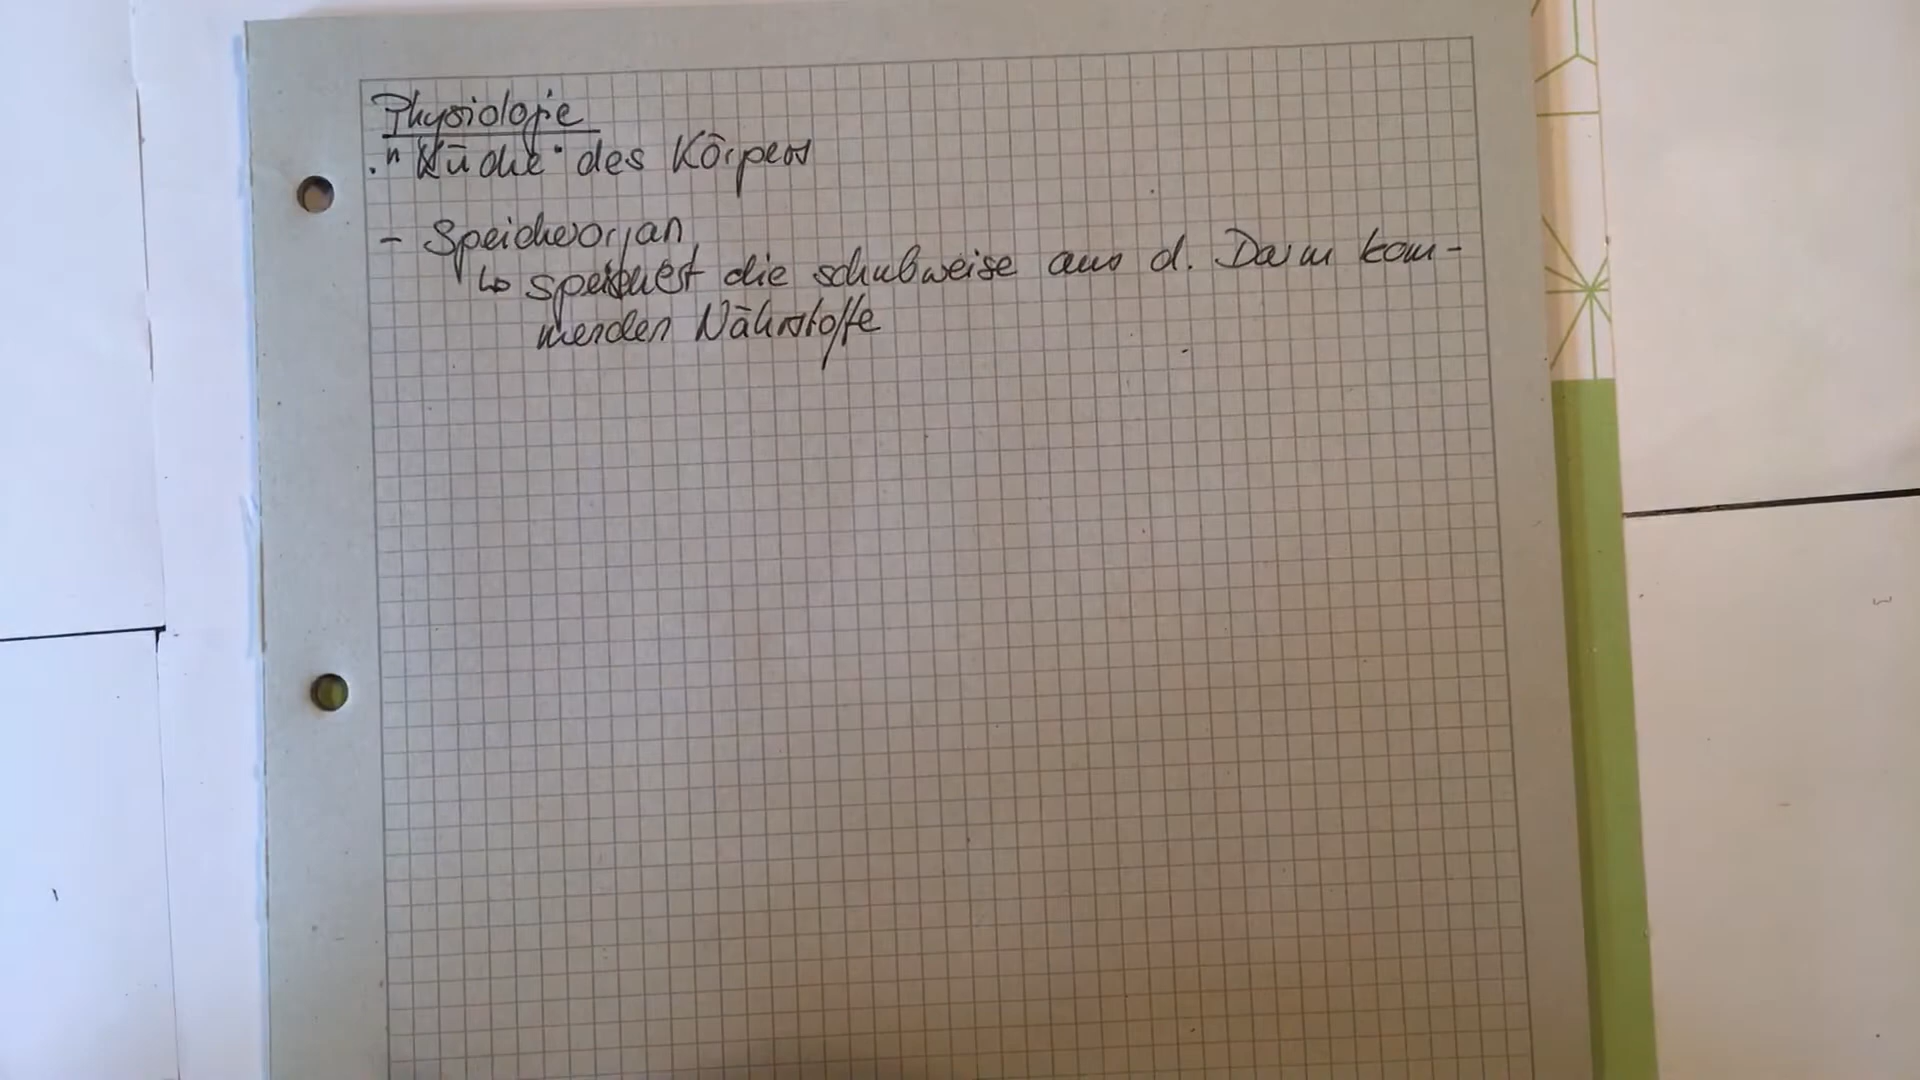 Physiologie
. "Küche" des Körpers
- Speicherorgan
↳ speichert die schubweise aus d. Darm kom-
menden Nährstoffe